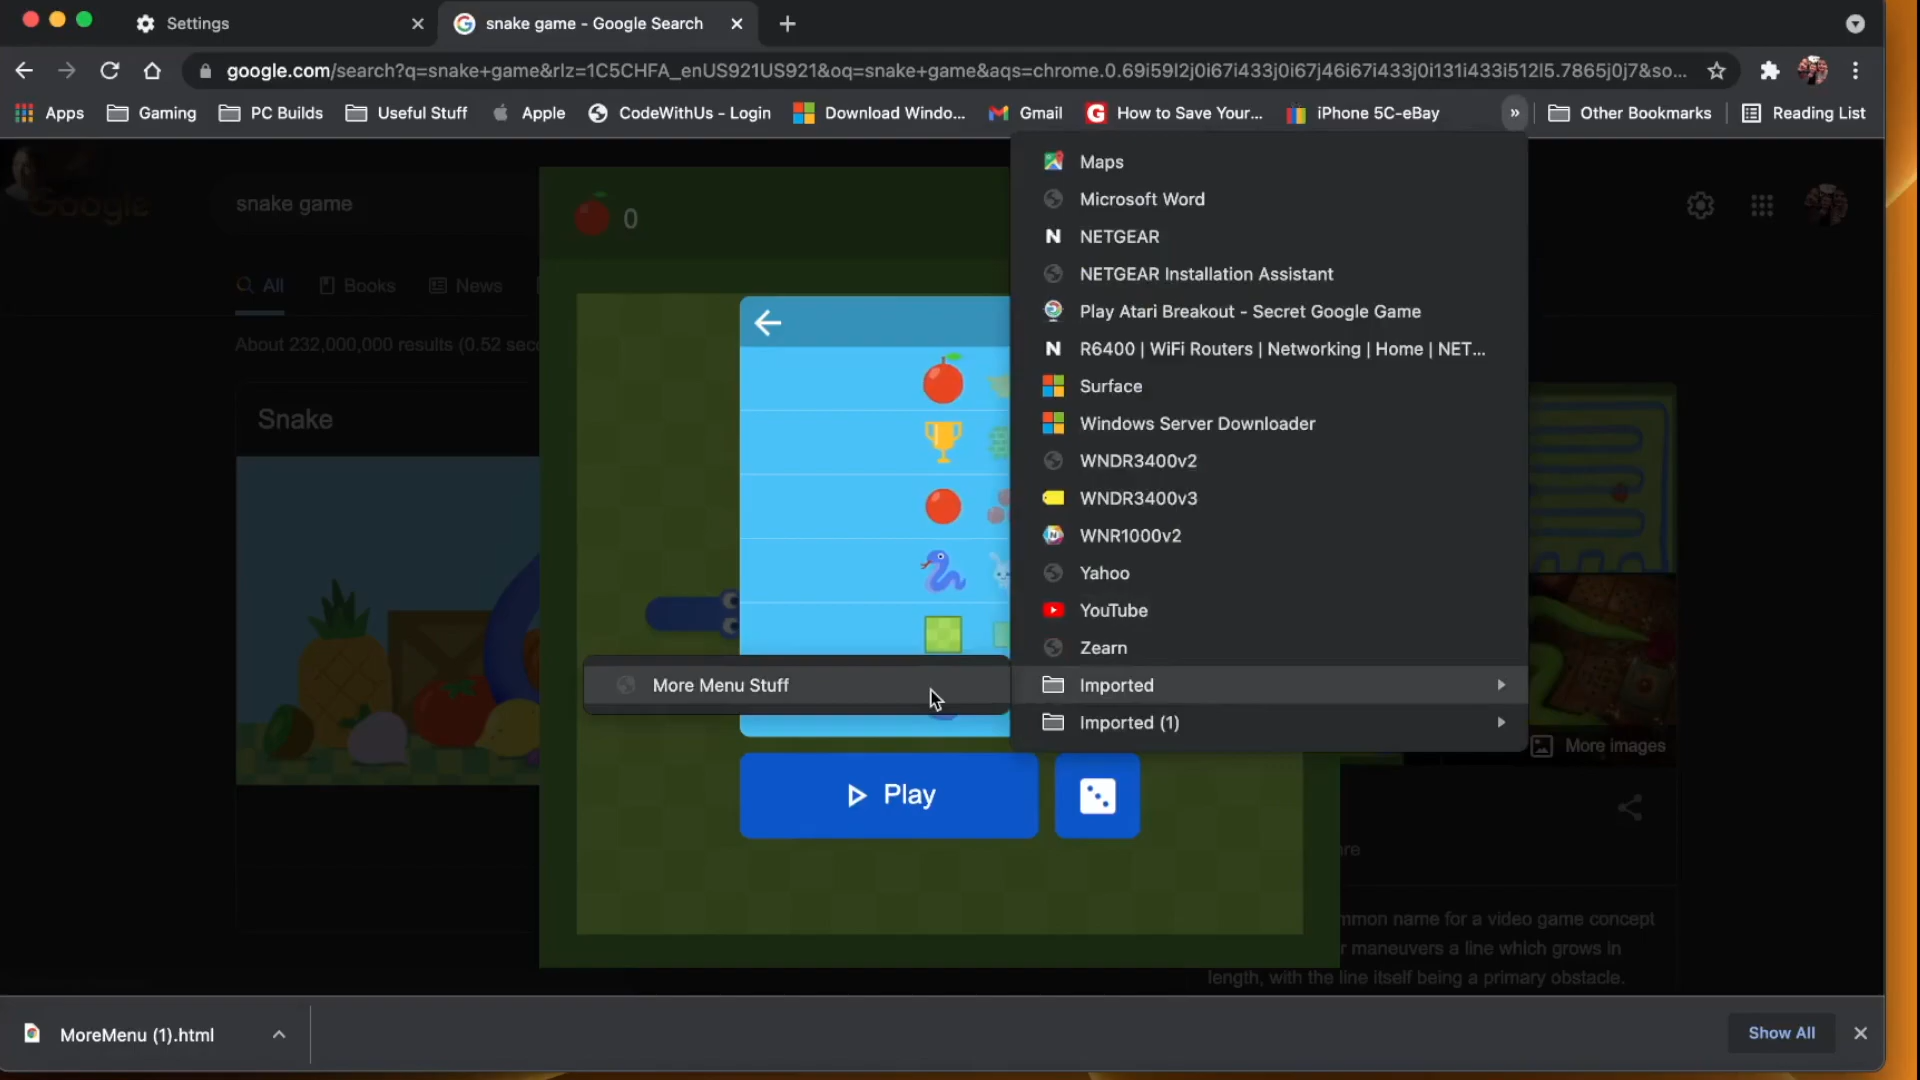 Settings
snake game - Google Search
google.com/search?q=snake+game&rlz=1C5CHFA_enUS921US921&oq=snake+game&aqs=chrome.0.69i59l2j0i67i433j0i67j46i67i433j0i131i433i512l5.7865j0j7&so...
Apps
Gaming
PC Builds
Useful Stuff
Apple
CodeWithUs - Login
Download Windo...
Gmail
How to Save Your...
iPhone 5C-eBay
»
Other Bookmarks
Reading List
Google
snake game
0
All
Books
News
About 232,000,000 results (0.52 seco
Snake
Maps
Microsoft Word
NETGEAR
NETGEAR Installation Assistant
Play Atari Breakout - Secret Google Game
R6400 | WiFi Routers | Networking | Home | NET...
Surface
Windows Server Downloader
WNDR3400v2
WNDR3400v3
WNR1000v2
Yahoo
YouTube
Zearn
Imported
Imported (1)
More Menu Stuff
More images
Play
mmon name for a video game concept
r maneuvers a line which grows in
length, with the line itself being a primary obstacle.
MoreMenu (1).html
Show All